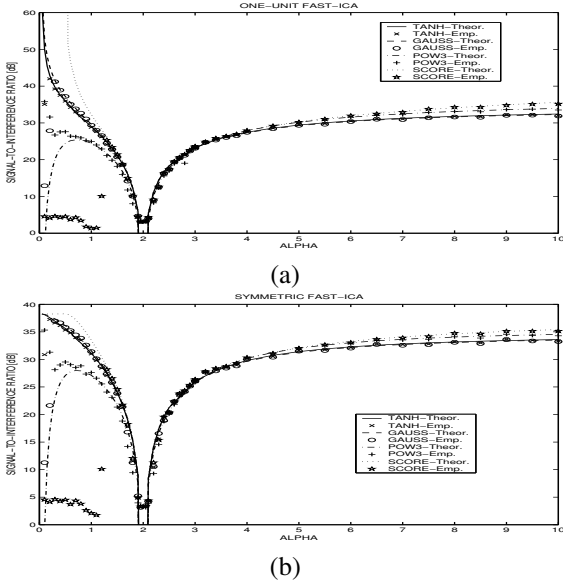 ONE−UNIT FAST−ICA
SIGNAL−TO−INTERFERENCE RATIO [dB]
60
50
40
30
20
10
0
TANH−Theor.
TANH−Emp.
GAUSS−Theor.
GAUSS−Emp.
POW3−Theor.
POW3−Emp.
SCORE−Theor.
SCORE−Emp.
0 1 2 3 4 5 6 7 8 9 10
ALPHA
(a)
SYMMETRIC FAST−ICA
SIGNAL−TO−INTERFERENCE RATIO[dB]
40
35
30
25
20
15
10
5
0
TANH−Theor.
TANH−Emp.
GAUSS−Theor.
GAUSS−Emp.
POW3−Theor.
POW3−Emp.
SCORE−Theor.
SCORE−Emp.
0 1 2 3 4 5 6 7 8 9 10
ALPHA
(b)